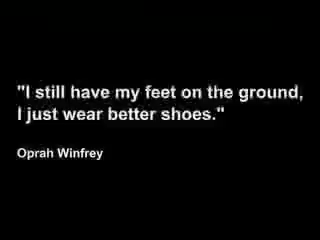 "I still have my feet on the ground,
I just wear better shoes."
Oprah Winfrey